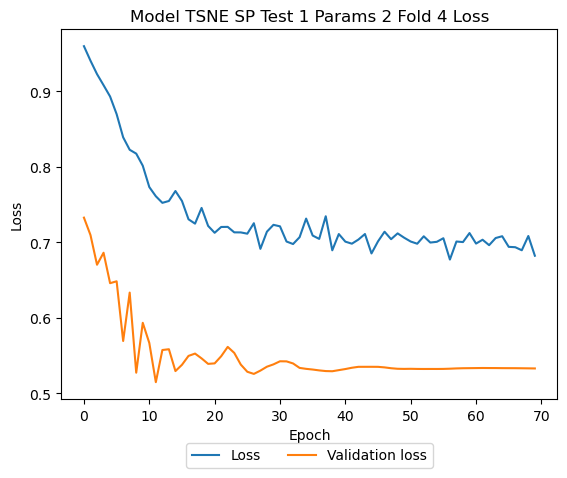 Model TSNE SP Test 1 Params 2 Fold 4 Loss
Loss
0.9
0.8
0.7
0.6
0.5
0 10 20 30 40 50 60 70
Epoch
Loss Validation loss